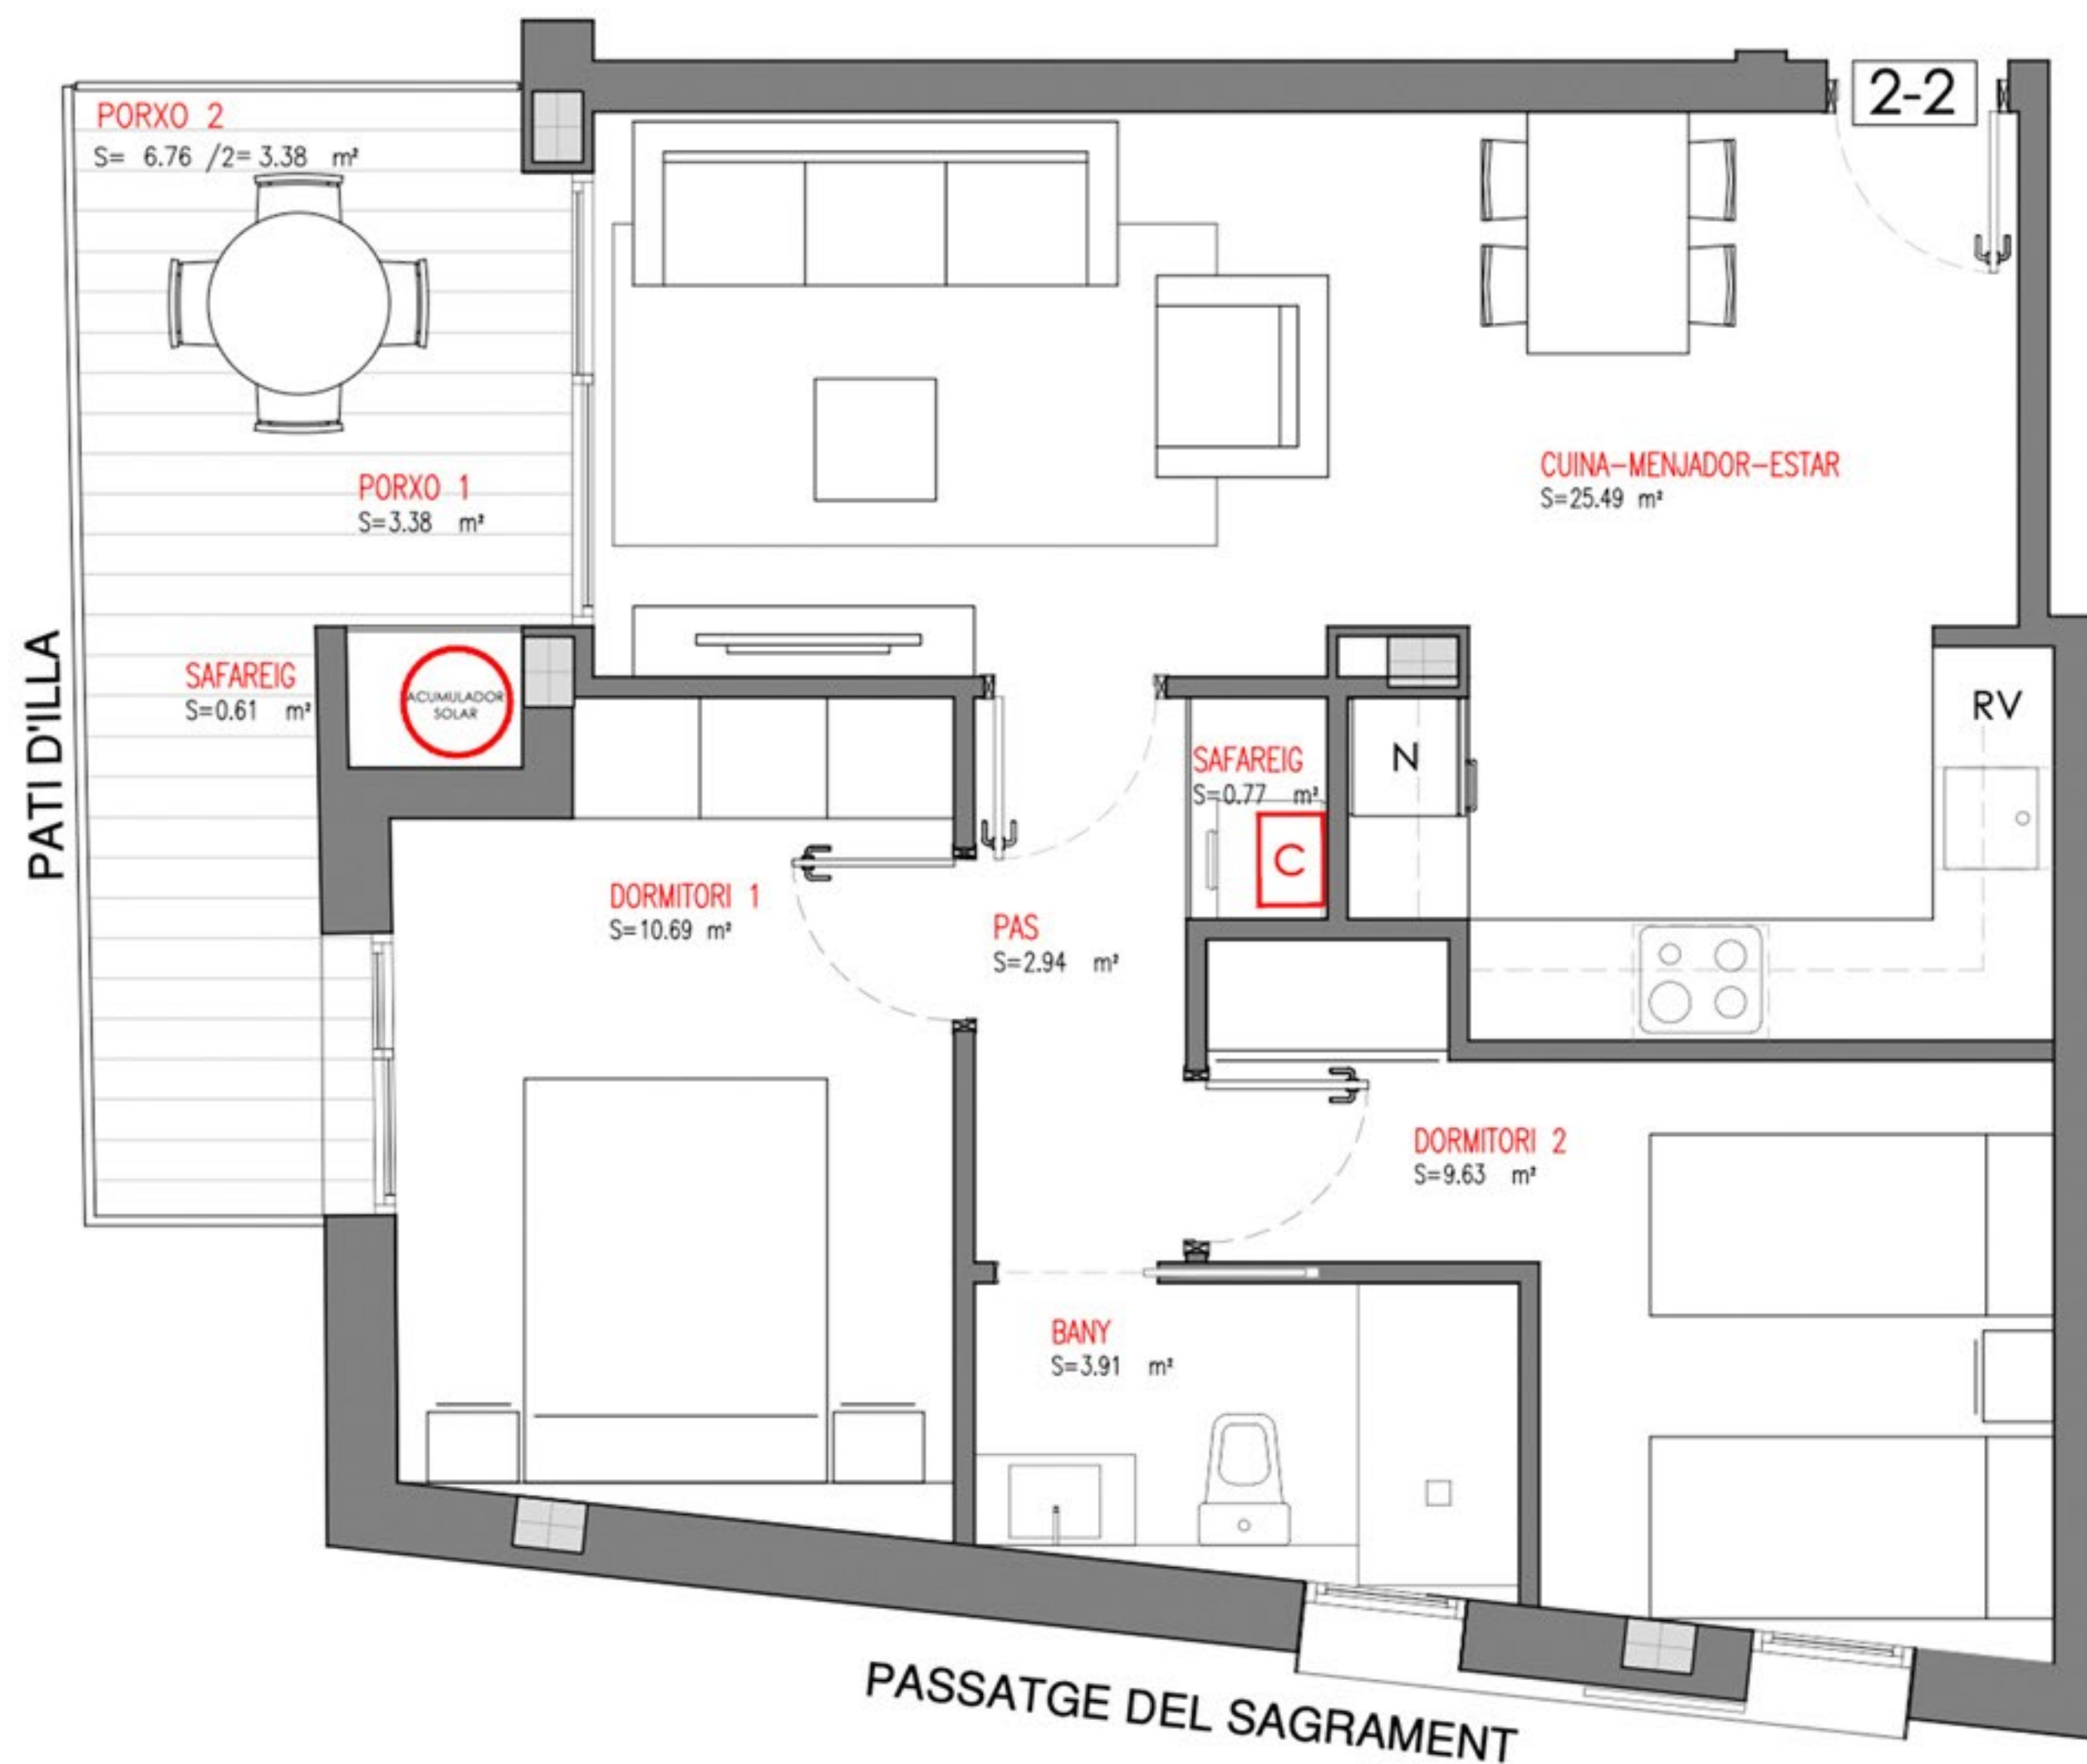 2-2
PORXO 2
S= 6.76 /2= 3.38 m²
CUINA-MENJADOR-ESTAR
S=25.49 m²
PORXO 1
S=3.38 m²
PATI D'ILLA
SAFAREIG
S=0.61 m²
ACUMULADOR
SOLAR
SAFAREIG
S=0.77 m²
C
N
RV
DORMITORI 1
S=10.69 m²
PAS
S=2.94 m²
DORMITORI 2
S=9.63 m²
BANY
S=3.91 m²
PASSATGE DEL SAGRAMENT